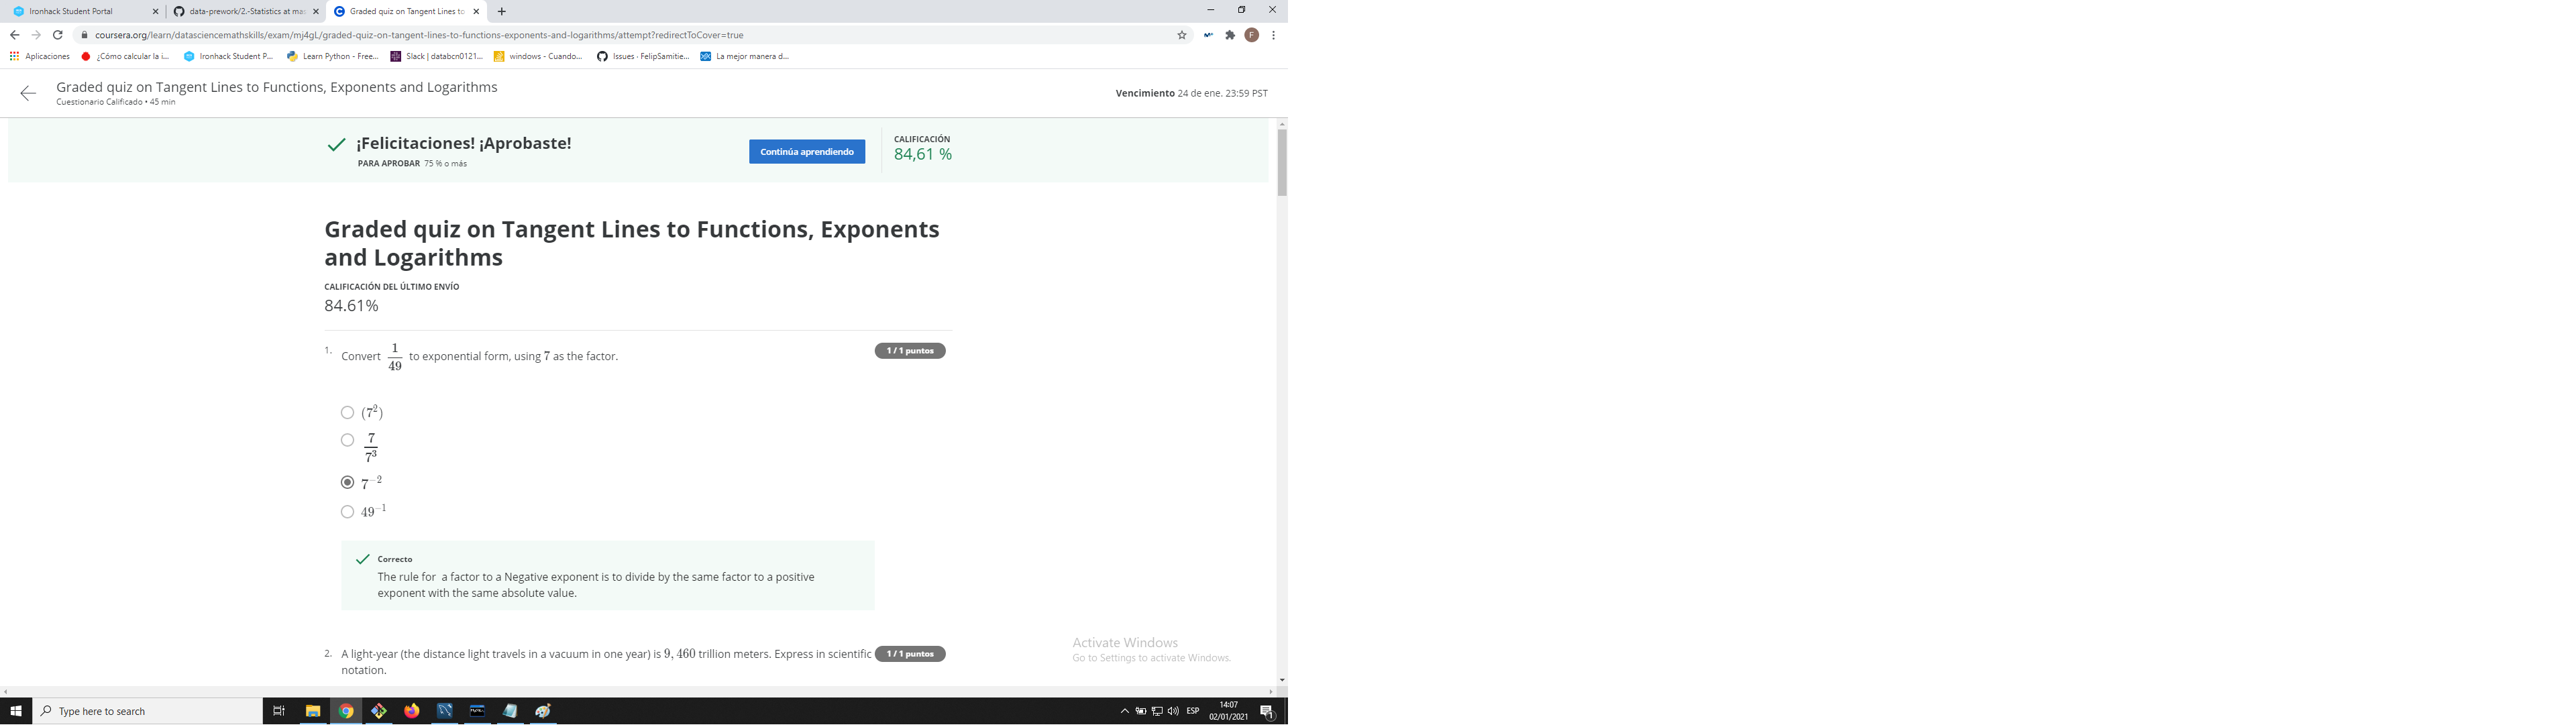 Ironhack Student Portal
data-prework/2.-Statistics at mas
Graded quiz on Tangent Lines to
coursera.org/learn/datasciencemathskills/exam/mj4gL/graded-quiz-on-tangent-lines-to-functions-exponents-and-logarithms/attempt?redirectToCover=true
F
Aplicaciones
¿Cómo calcular la i...
Ironhack Student P...
Learn Python - Free...
Slack | databcn0121...
windows - Cuando...
Issues · FelipSamitie...
La mejor manera d...
Graded quiz on Tangent Lines to Functions, Exponents and Logarithms
Cuestionario Calificado • 45 min
Vencimiento 24 de ene. 23:59 PST
¡Felicitaciones! ¡Aprobaste!
PARA APROBAR 75 % o más
Continúa aprendiendo
CALIFICACIÓN
84,61 %
Graded quiz on Tangent Lines to Functions, Exponents
and Logarithms
CALIFICACIÓN DEL ÚLTIMO ENVÍO
84.61%
1. Convert 1/49 to exponential form, using 7 as the factor.
1 / 1 puntos
(7²)
7/7³
7⁻²
49⁻¹
Correcto
The rule for a factor to a Negative exponent is to divide by the same factor to a positive
exponent with the same absolute value.
2. A light-year (the distance light travels in a vacuum in one year) is 9, 460 trillion meters. Express in scientific
notation.
1 / 1 puntos
Activate Windows
Go to Settings to activate Windows.
Type here to search
ESP
14:07
02/01/2021
1